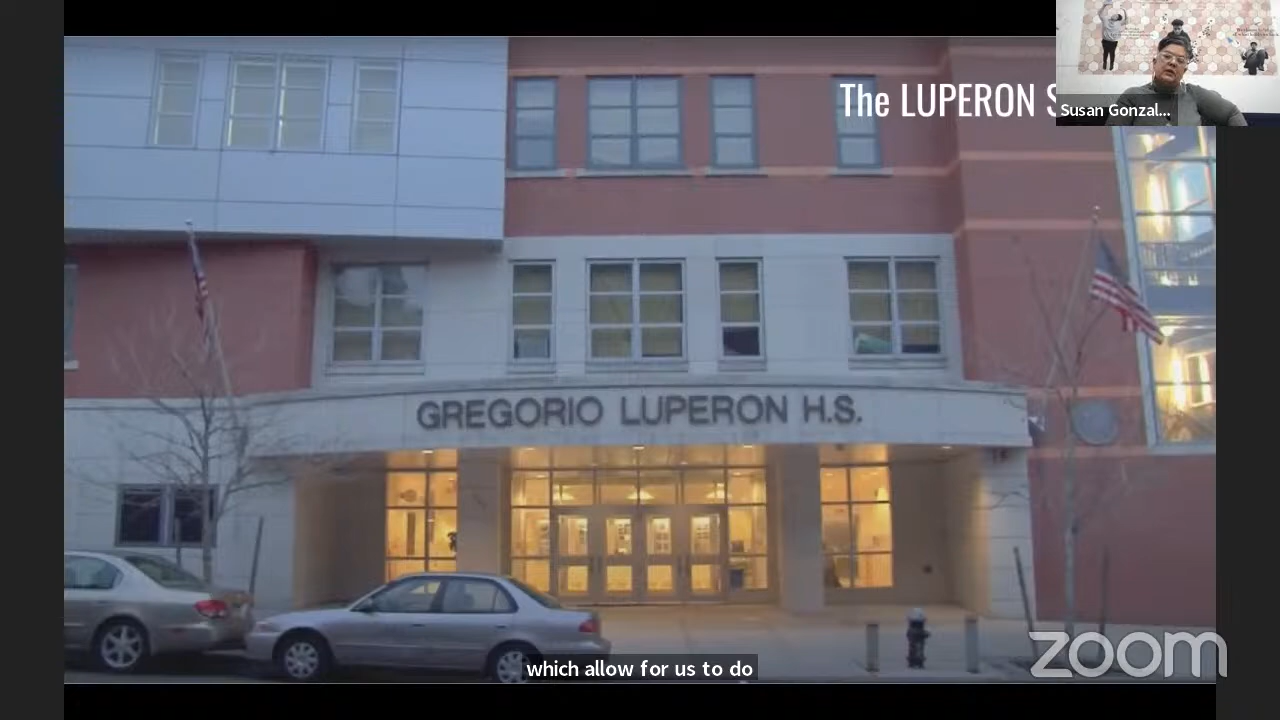 The LUPERON S
Susan Gonzal...
GREGORIO LUPERON H.S.
which allow for us to do
zoom